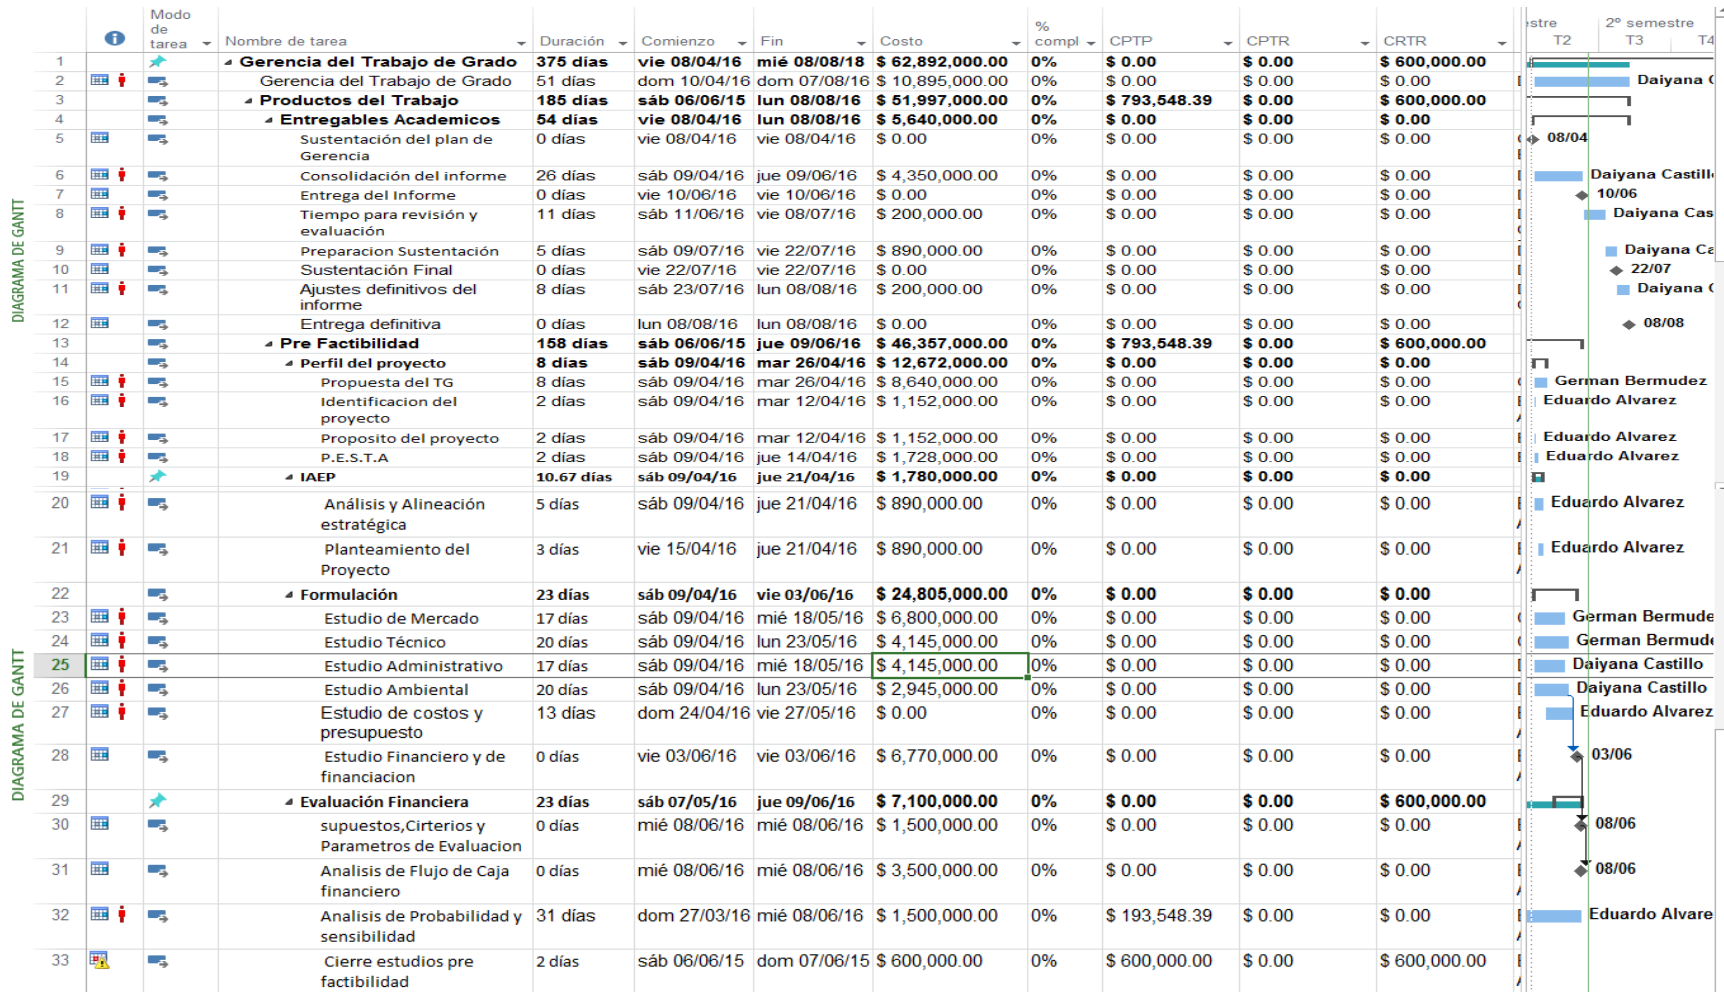 Modo de tarea Nombre de tarea Duración Comienzo Fin Costo % compl CPTP CPTR CRTR stre 2º semestre T2 T3 T4
1 Gerencia del Trabajo de Grado 375 días vie 08/04/16 mié 08/08/18 $ 62,892,000.00 0% $ 0.00 $ 0.00 $ 600,000.00
2 Gerencia del Trabajo de Grado 51 días dom 10/04/16 dom 07/08/16 $ 10,895,000.00 0% $ 0.00 $ 0.00 $ 0.00 Daiyana
3 Productos del Trabajo 185 días sáb 06/06/15 lun 08/08/16 $ 51,997,000.00 0% $ 793,548.39 $ 0.00 $ 600,000.00
4 Entregables Academicos 54 días vie 08/04/16 lun 08/08/16 $ 5,640,000.00 0% $ 0.00 $ 0.00 $ 0.00
5 Sustentación del plan de 0 días vie 08/04/16 vie 08/04/16 $ 0.00 0% $ 0.00 $ 0.00 $ 0.00 08/04
Gerencia
6 Consolidación del informe 26 días sáb 09/04/16 jue 09/06/16 $ 4,350,000.00 0% $ 0.00 $ 0.00 $ 0.00 Daiyana Castill
7 Entrega del Informe 0 días vie 10/06/16 vie 10/06/16 $ 0.00 0% $ 0.00 $ 0.00 $ 0.00 10/06
8 Tiempo para revisión y 11 días sáb 11/06/16 vie 08/07/16 $ 200,000.00 0% $ 0.00 $ 0.00 $ 0.00 Daiyana Cas
evaluación
9 Preparacion Sustentación 5 días sáb 09/07/16 vie 22/07/16 $ 890,000.00 0% $ 0.00 $ 0.00 $ 0.00 Daiyana Ca
10 Sustentación Final 0 días vie 22/07/16 vie 22/07/16 $ 0.00 0% $ 0.00 $ 0.00 $ 0.00 22/07
11 Ajustes definitivos del 8 días sáb 23/07/16 lun 08/08/16 $ 200,000.00 0% $ 0.00 $ 0.00 $ 0.00 Daiyana
informe
12 Entrega definitiva 0 días lun 08/08/16 lun 08/08/16 $ 0.00 0% $ 0.00 $ 0.00 $ 0.00 08/08
13 Pre Factibilidad 158 días sáb 06/06/15 jue 09/06/16 $ 46,357,000.00 0% $ 793,548.39 $ 0.00 $ 600,000.00
14 Perfil del proyecto 8 días sáb 09/04/16 mar 26/04/16 $ 12,672,000.00 0% $ 0.00 $ 0.00 $ 0.00
15 Propuesta del TG 8 días sáb 09/04/16 mar 26/04/16 $ 8,640,000.00 0% $ 0.00 $ 0.00 $ 0.00 German Bermudez
16 Identificacion del 2 días sáb 09/04/16 mar 12/04/16 $ 1,152,000.00 0% $ 0.00 $ 0.00 $ 0.00 Eduardo Alvarez
proyecto
17 Proposito del proyecto 2 días sáb 09/04/16 mar 12/04/16 $ 1,152,000.00 0% $ 0.00 $ 0.00 $ 0.00 Eduardo Alvarez
18 P.E.S.T.A 2 días sáb 09/04/16 jue 14/04/16 $ 1,728,000.00 0% $ 0.00 $ 0.00 $ 0.00 Eduardo Alvarez
19 IAEP 10.67 días sáb 09/04/16 jue 21/04/16 $ 1,780,000.00 0% $ 0.00 $ 0.00 $ 0.00
20 Análisis y Alineación 5 días sáb 09/04/16 jue 21/04/16 $ 890,000.00 0% $ 0.00 $ 0.00 $ 0.00 Eduardo Alvarez
estratégica
21 Planteamiento del 3 días vie 15/04/16 jue 21/04/16 $ 890,000.00 0% $ 0.00 $ 0.00 $ 0.00 Eduardo Alvarez
Proyecto
22 Formulación 23 días sáb 09/04/16 vie 03/06/16 $ 24,805,000.00 0% $ 0.00 $ 0.00 $ 0.00
23 Estudio de Mercado 17 días sáb 09/04/16 mié 18/05/16 $ 6,800,000.00 0% $ 0.00 $ 0.00 $ 0.00 German Bermude
24 Estudio Técnico 20 días sáb 09/04/16 lun 23/05/16 $ 4,145,000.00 0% $ 0.00 $ 0.00 $ 0.00 German Bermude
25 Estudio Administrativo 17 días sáb 09/04/16 mié 18/05/16 $ 4,145,000.00 0% $ 0.00 $ 0.00 $ 0.00 Daiyana Castillo
26 Estudio Ambiental 20 días sáb 09/04/16 lun 23/05/16 $ 2,945,000.00 0% $ 0.00 $ 0.00 $ 0.00 Daiyana Castillo
27 Estudio de costos y 13 días dom 24/04/16 vie 27/05/16 $ 0.00 0% $ 0.00 $ 0.00 $ 0.00 Eduardo Alvarez
presupuesto
28 Estudio Financiero y de 0 días vie 03/06/16 vie 03/06/16 $ 6,770,000.00 0% $ 0.00 $ 0.00 $ 0.00 03/06
financiacion
29 Evaluación Financiera 23 días sáb 07/05/16 jue 09/06/16 $ 7,100,000.00 0% $ 0.00 $ 0.00 $ 600,000.00
30 supuestos,Cirterios y 0 días mié 08/06/16 mié 08/06/16 $ 1,500,000.00 0% $ 0.00 $ 0.00 $ 0.00 08/06
Parametros de Evaluacion
31 Analisis de Flujo de Caja 0 días mié 08/06/16 mié 08/06/16 $ 3,500,000.00 0% $ 0.00 $ 0.00 $ 0.00 08/06
financiero
32 Analisis de Probabilidad y 31 días dom 27/03/16 mié 08/06/16 $ 1,500,000.00 0% $ 193,548.39 $ 0.00 $ 0.00 Eduardo Alvare
sensibilidad
33 Cierre estudios pre 2 días sáb 06/06/15 dom 07/06/15 $ 600,000.00 0% $ 600,000.00 $ 0.00 $ 600,000.00
factibilidad
DIAGRAMA DE GANTT
DIAGRAMA DE GANTT